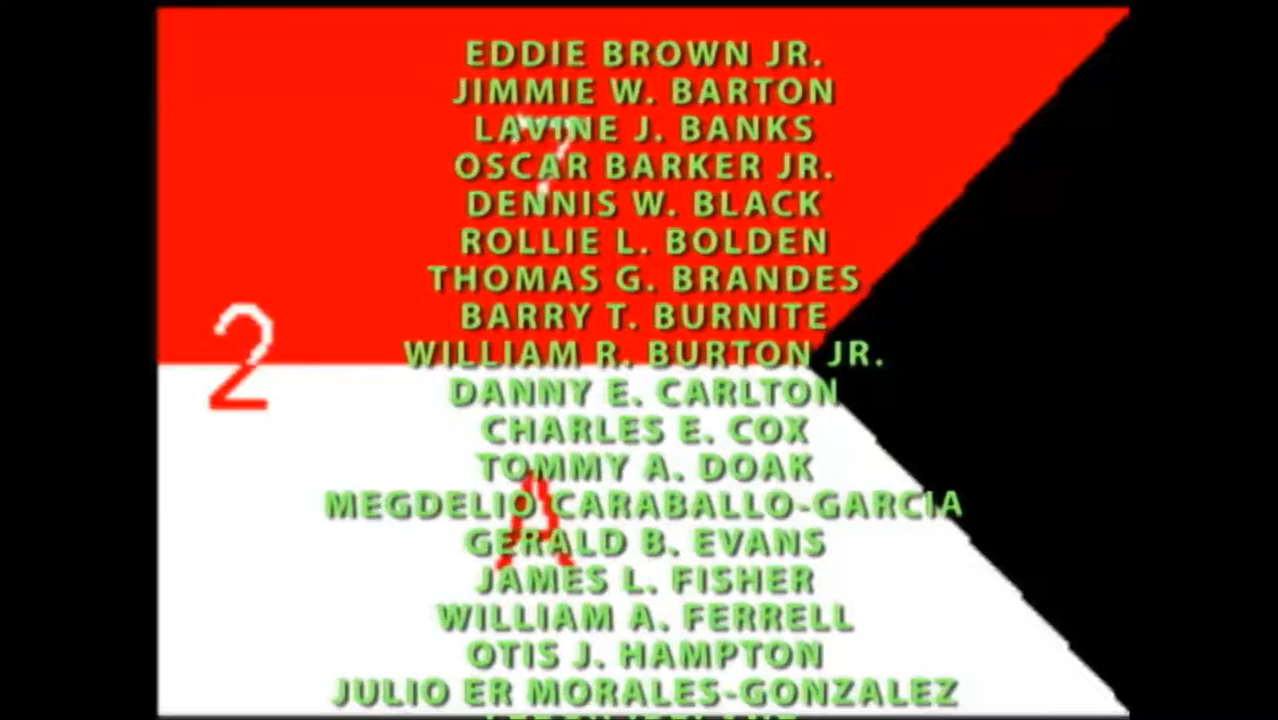 EDDIE BROWN JR.
JIMMIE W. BARTON
LAVINE J. BANKS
7
OSCAR BARKER JR.
DENNIS W. BLACK
ROLLIE L. BOLDEN
THOMAS G. BRANDES
BARRY T. BURNITE
2
WILLIAM R. BURTON JR.
DANNY E. CARLTON
CHARLES E. COX
TOMMY A. DOAK
MEGDELIO CARABALLO-GARCIA
A
GERALD B. EVANS
JAMES L. FISHER
WILLIAM A. FERRELL
OTIS J. HAMPTON
JULIO ER MORALES-GONZALEZ